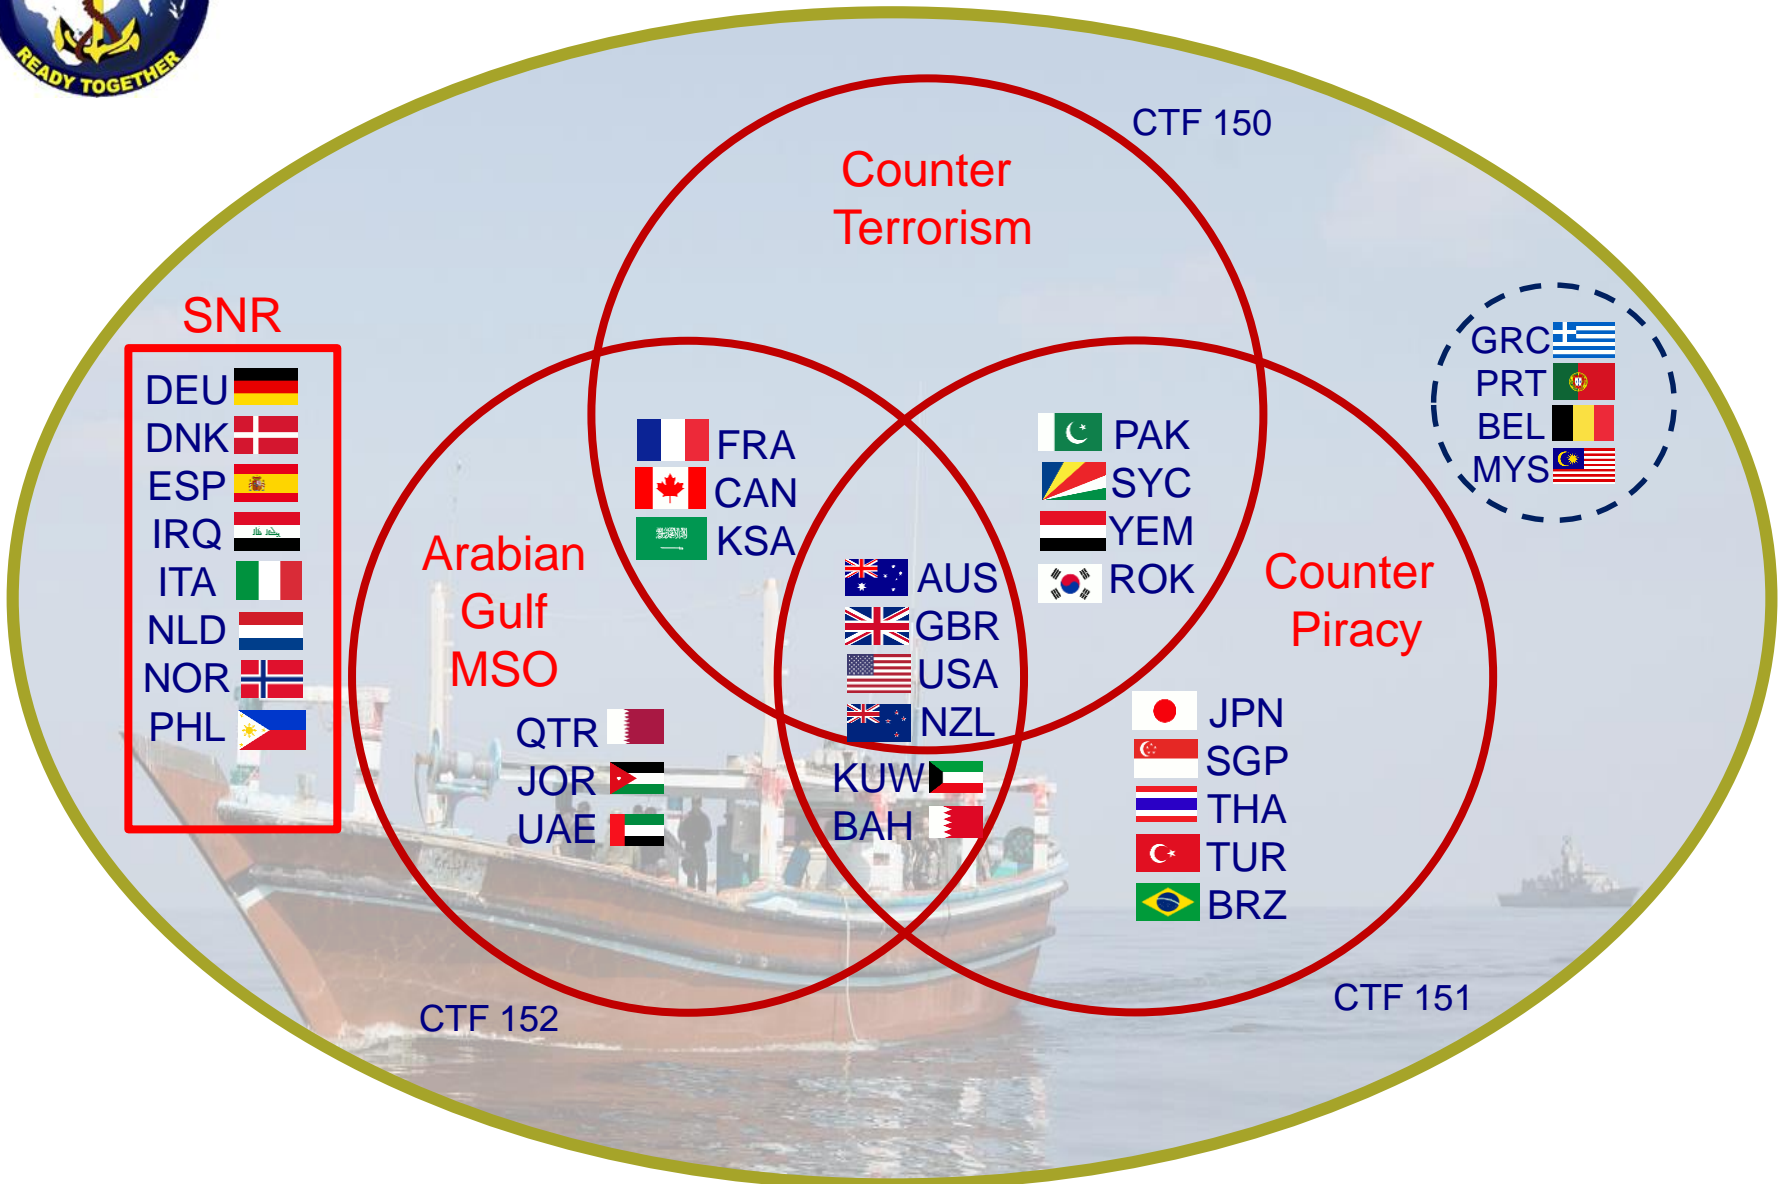 READY TOGETHER
CTF 150
Counter
Terrorism
SNR
DEU
DNK
ESP
IRQ
ITA
NLD
NOR
PHL
GRC
PRT
BEL
MYS
FRA
CAN
KSA
PAK
SYC
YEM
ROK
Arabian
Gulf
MSO
AUS
GBR
USA
NZL
Counter
Piracy
QTR
JOR
UAE
KUW
BAH
JPN
SGP
THA
TUR
BRZ
CTF 152
CTF 151